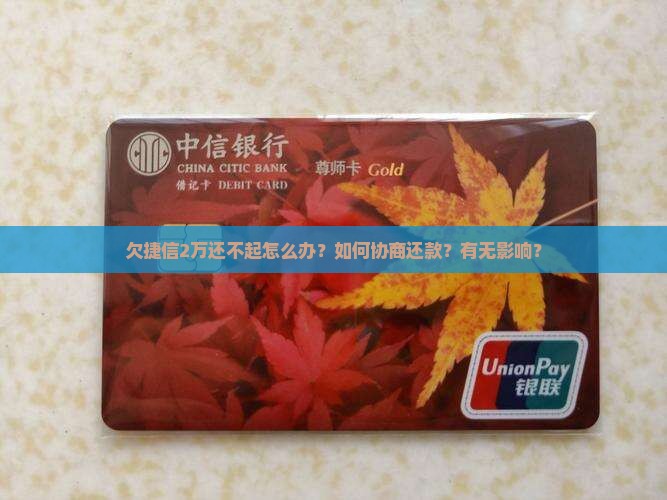 中信银行
CHINA CITIC BANK
借记卡 DEBIT CARD
尊师卡 Gold
欠捷信2万还不起怎么办？如何协商还款？有无影响？
UnionPay
银联